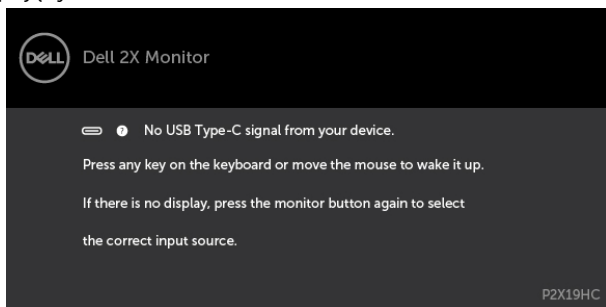 DELL
Dell 2X Monitor
No USB Type-C signal from your device.
Press any key on the keyboard or move the mouse to wake it up.
If there is no display, press the monitor button again to select
the correct input source.
P2X19HC